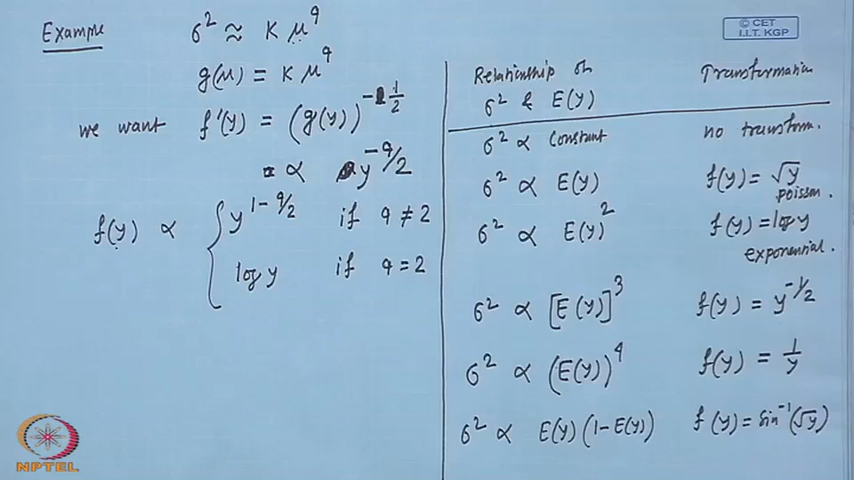 Example σ² ≈ K μ^q
g(μ) = K μ^q
we want f'(y) = (g(y))^(-1/2)
∝ y^(-q/2)
f(y) ∝ { y^(1-q/2) if q ≠ 2
log y if q = 2
© CET
I.I.T. KGP
Relationship on Transformation
σ² & E(y)
σ² ∝ Constant no transform.
σ² ∝ E(y) f(y) = √y
poisson.
σ² ∝ E(y)² f(y) = log y
exponential.
σ² ∝ [E(y)]³ f(y) = y^(-1/2)
σ² ∝ (E(y))⁴ f(y) = 1/y
σ² ∝ E(y)(1-E(y)) f(y) = Sin⁻¹(√y)
NPTEL